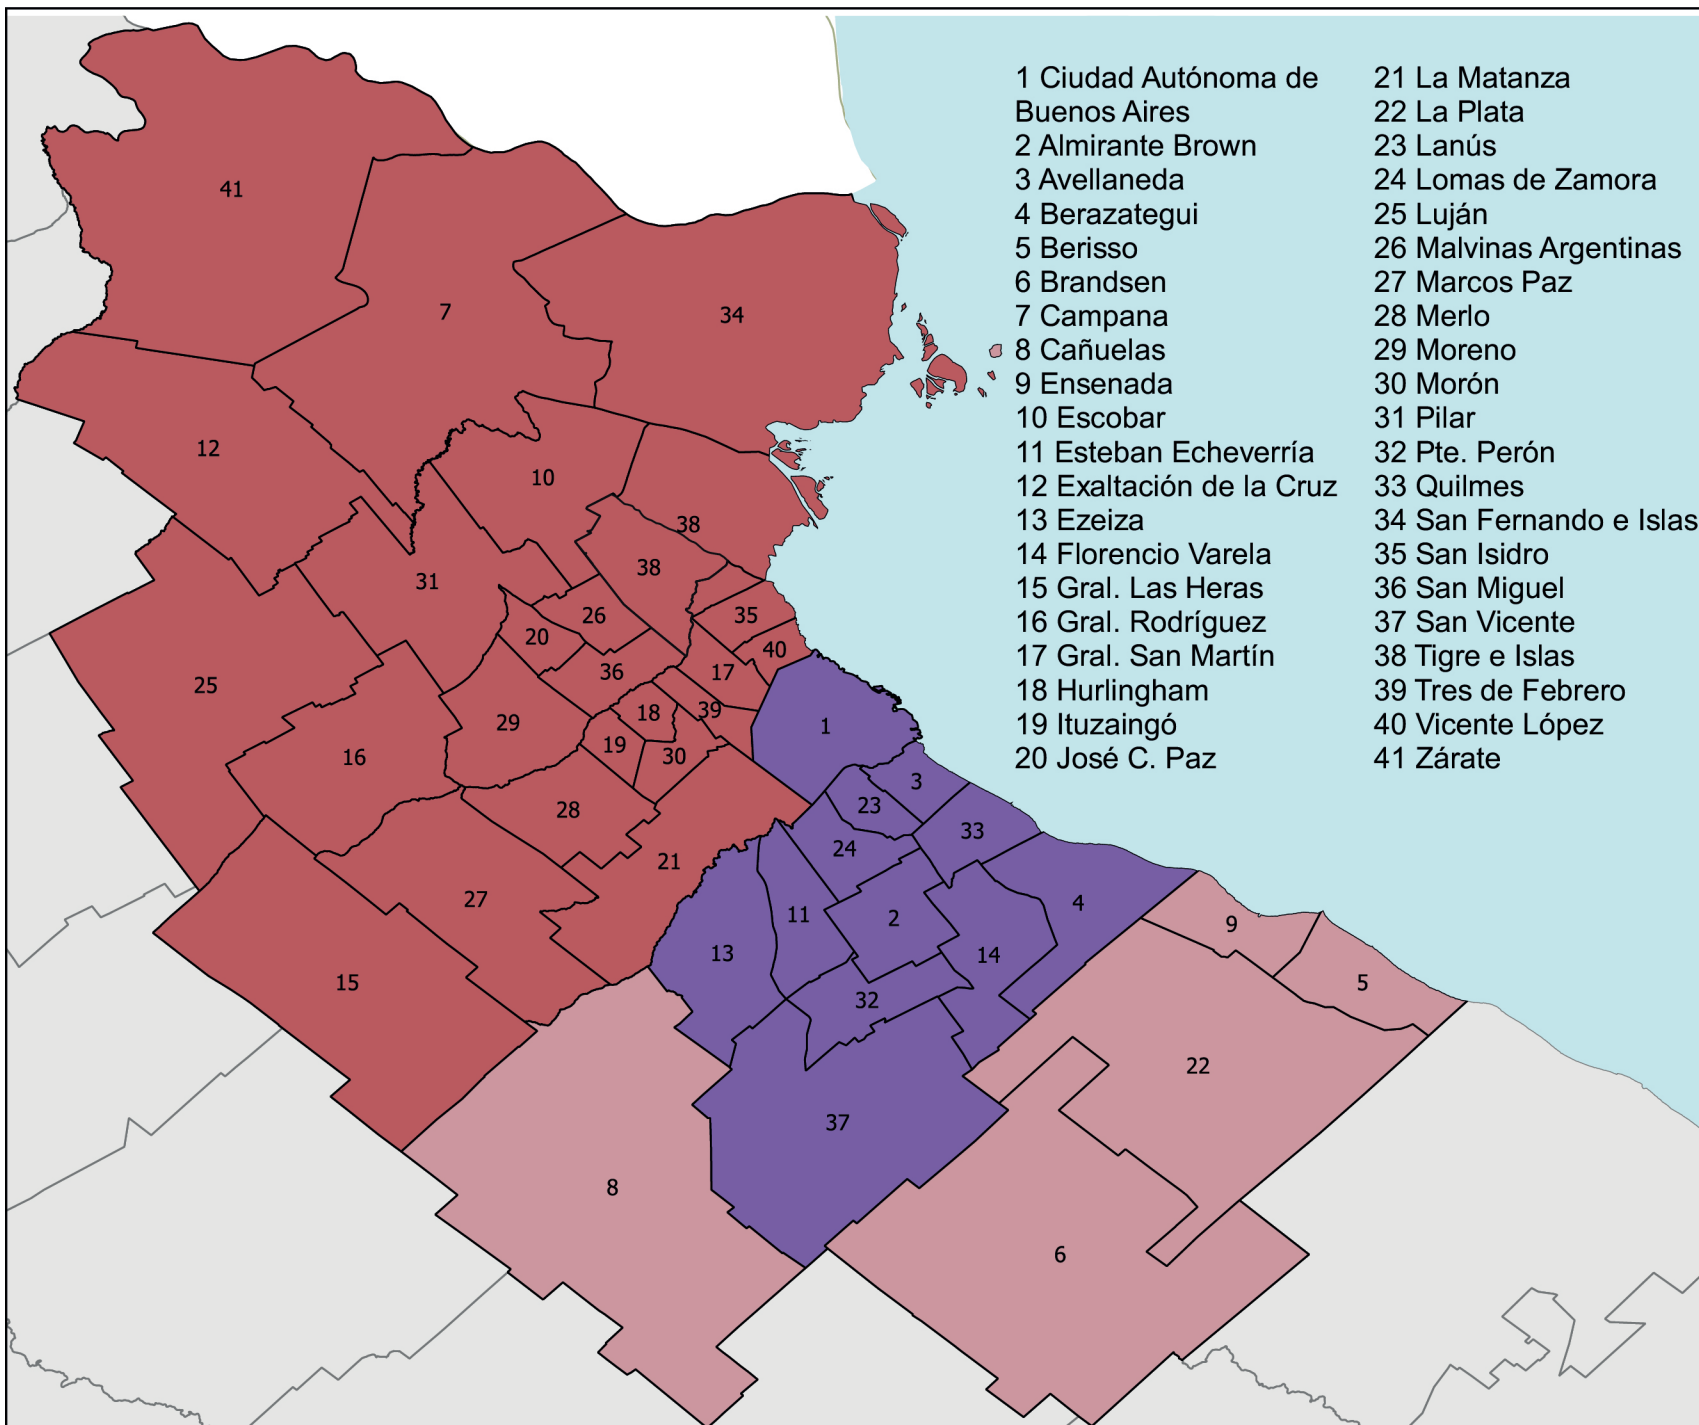 1 Ciudad Autónoma de
Buenos Aires
2 Almirante Brown
3 Avellaneda
4 Berazategui
5 Berisso
6 Brandsen
7 Campana
8 Cañuelas
9 Ensenada
10 Escobar
11 Esteban Echeverría
12 Exaltación de la Cruz
13 Ezeiza
14 Florencio Varela
15 Gral. Las Heras
16 Gral. Rodríguez
17 Gral. San Martín
18 Hurlingham
19 Ituzaingó
20 José C. Paz
21 La Matanza
22 La Plata
23 Lanús
24 Lomas de Zamora
25 Luján
26 Malvinas Argentinas
27 Marcos Paz
28 Merlo
29 Moreno
30 Morón
31 Pilar
32 Pte. Perón
33 Quilmes
34 San Fernando e Islas
35 San Isidro
36 San Miguel
37 San Vicente
38 Tigre e Islas
39 Tres de Febrero
40 Vicente López
41 Zárate
41
7
34
12
10
38
38
31
26
35
20
40
36
17
25
18
39
29
1
19
16
30
3
23
28
33
24
21
27
4
11
2
9
13
14
15
5
32
22
37
8
6